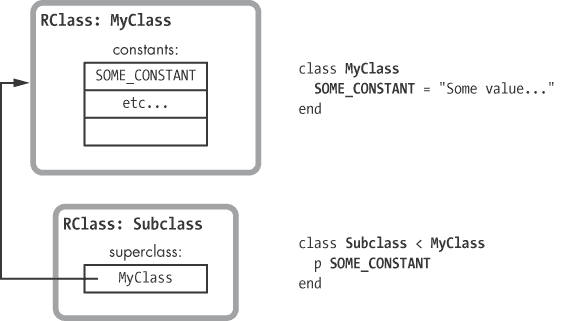 RClass: MyClass
constants:
SOME_CONSTANT
etc...
class MyClass
  SOME_CONSTANT = "Some value..."
end
RClass: Subclass
superclass:
MyClass
class Subclass < MyClass
  p SOME_CONSTANT
end